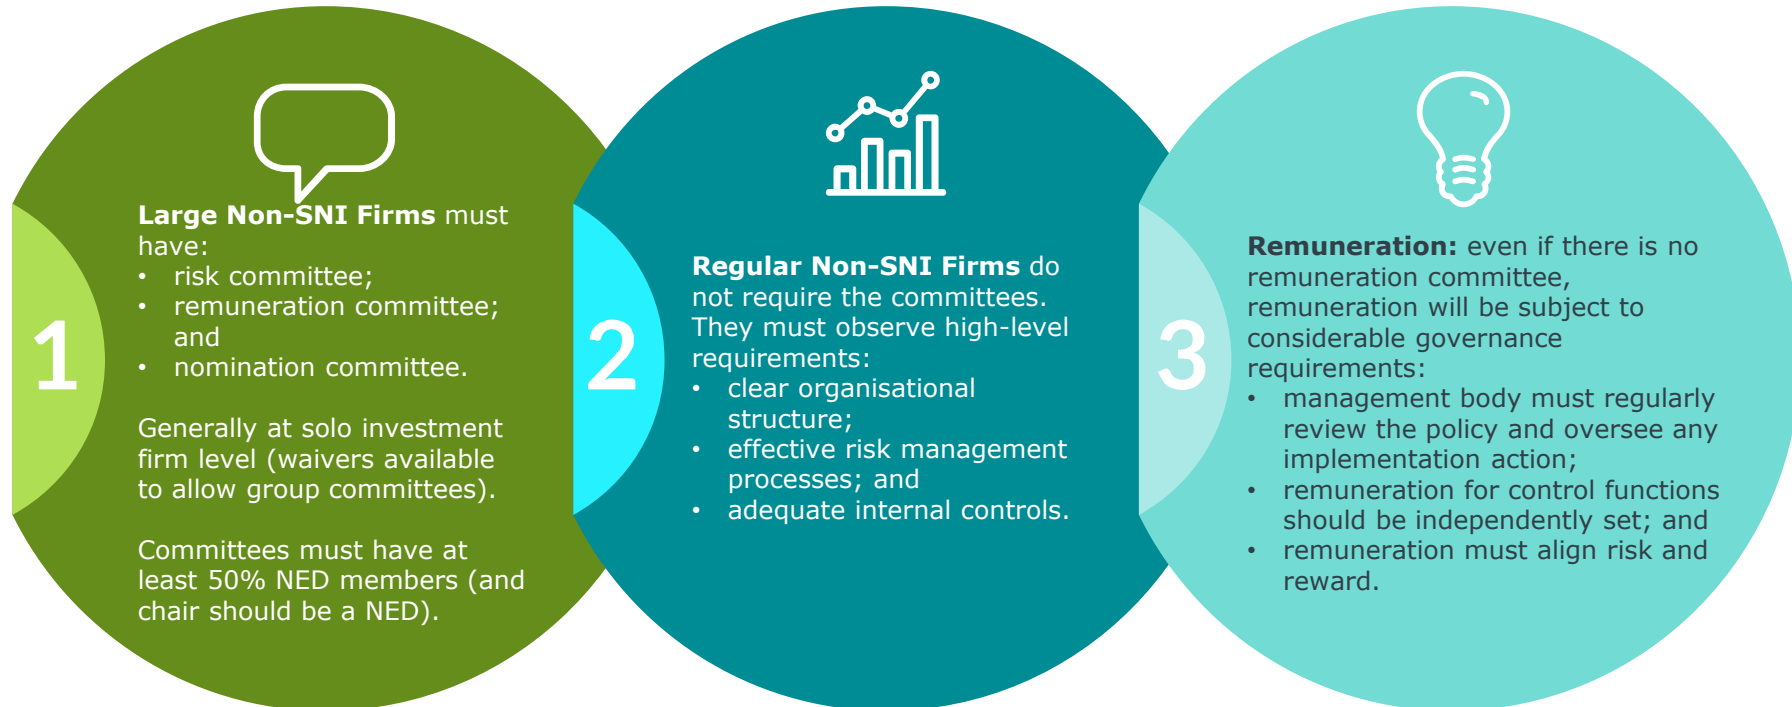 1
Large Non-SNI Firms must
have:
• risk committee;
• remuneration committee;
and
• nomination committee.
Generally at solo investment
firm level (waivers available
to allow group committees).
Committees must have at
least 50% NED members (and
chair should be a NED).
2
Regular Non-SNI Firms do
not require the committees.
They must observe high-level
requirements:
• clear organisational
structure;
• effective risk management
processes; and
• adequate internal controls.
3
Remuneration: even if there is no
remuneration committee,
remuneration will be subject to
considerable governance
requirements:
• management body must regularly
review the policy and oversee any
implementation action;
• remuneration for control functions
should be independently set; and
• remuneration must align risk and
reward.